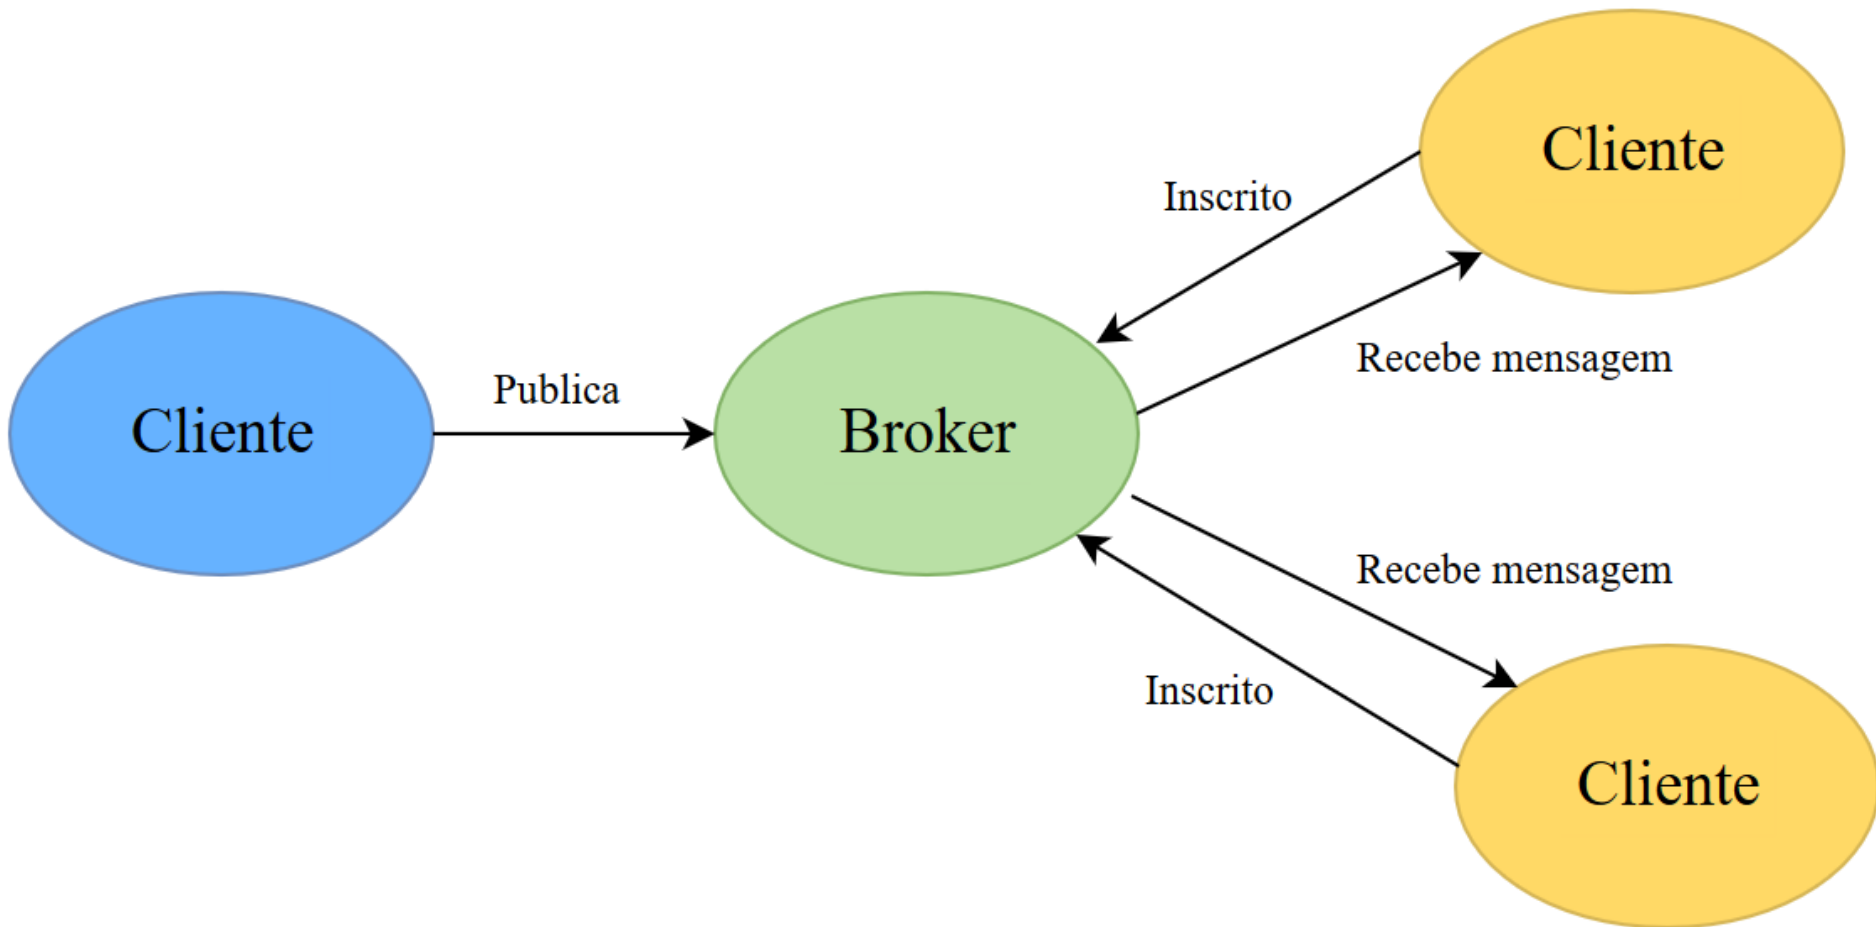 Cliente
Inscrito
Recebe mensagem
Publica
Cliente
Broker
Recebe mensagem
Inscrito
Cliente